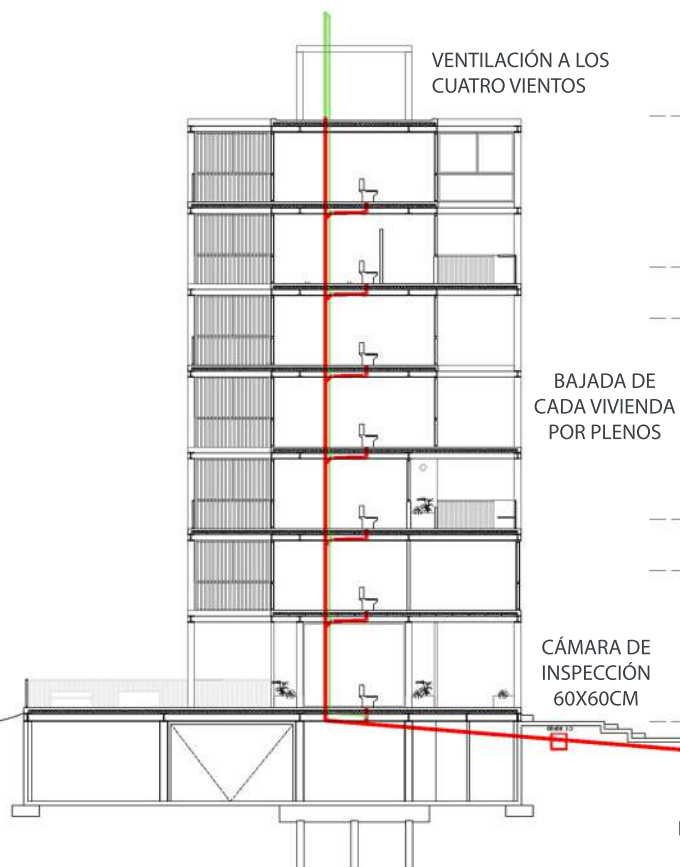 VENTILACIÓN A LOS
CUATRO VIENTOS
BAJADA DE
CADA VIVIENDA
POR PLENOS
CÁMARA DE
INSPECCIÓN
60X60CM